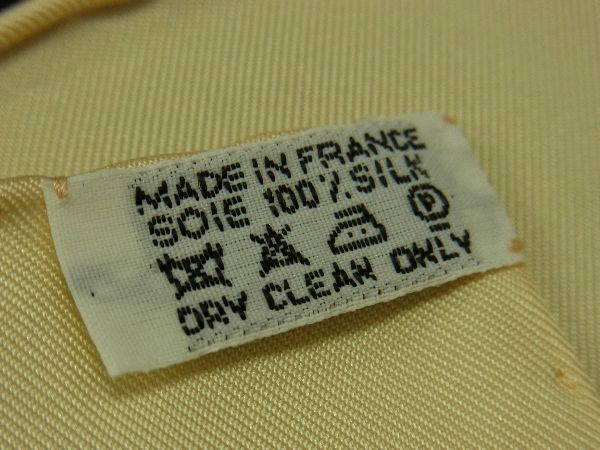 MADE IN FRANCE
SOIE 100%. SILK
P
DRY CLEAN ONLY